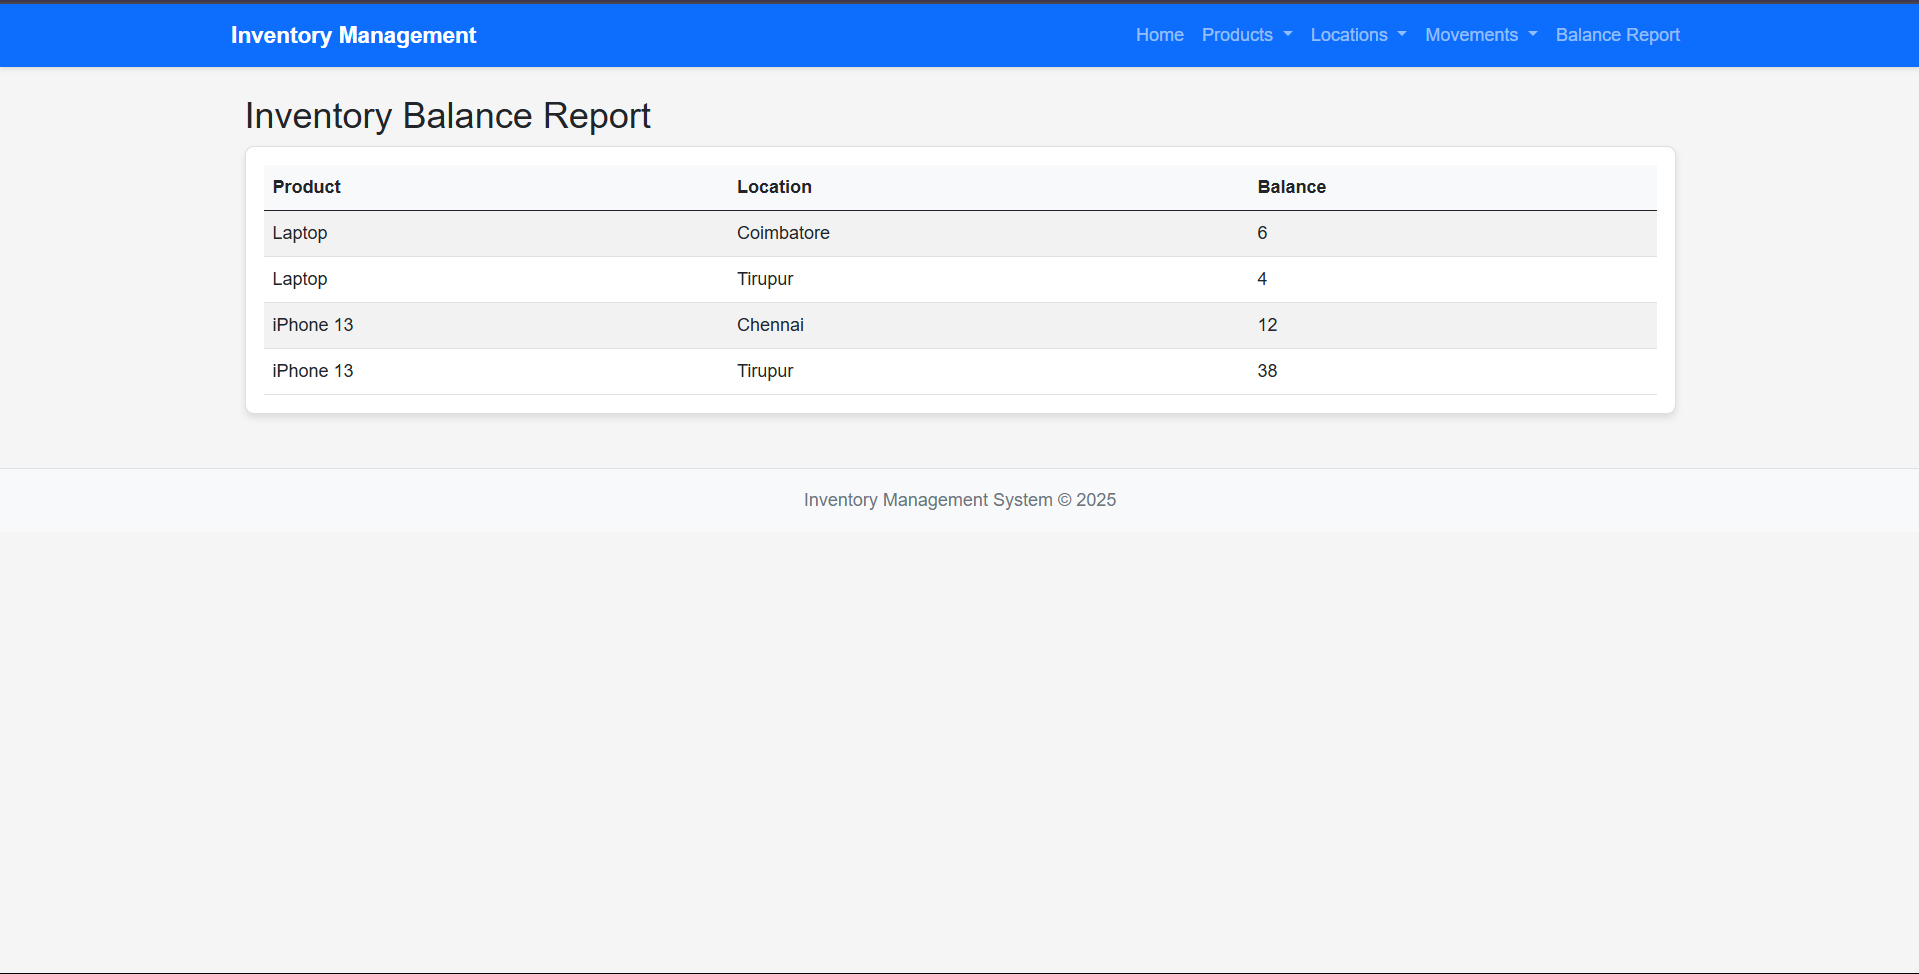 Inventory Management Home Products Locations Movements Balance Report
Inventory Balance Report
Product Location Balance
Laptop Coimbatore 6
Laptop Tirupur 4
iPhone 13 Chennai 12
iPhone 13 Tirupur 38
Inventory Management System © 2025